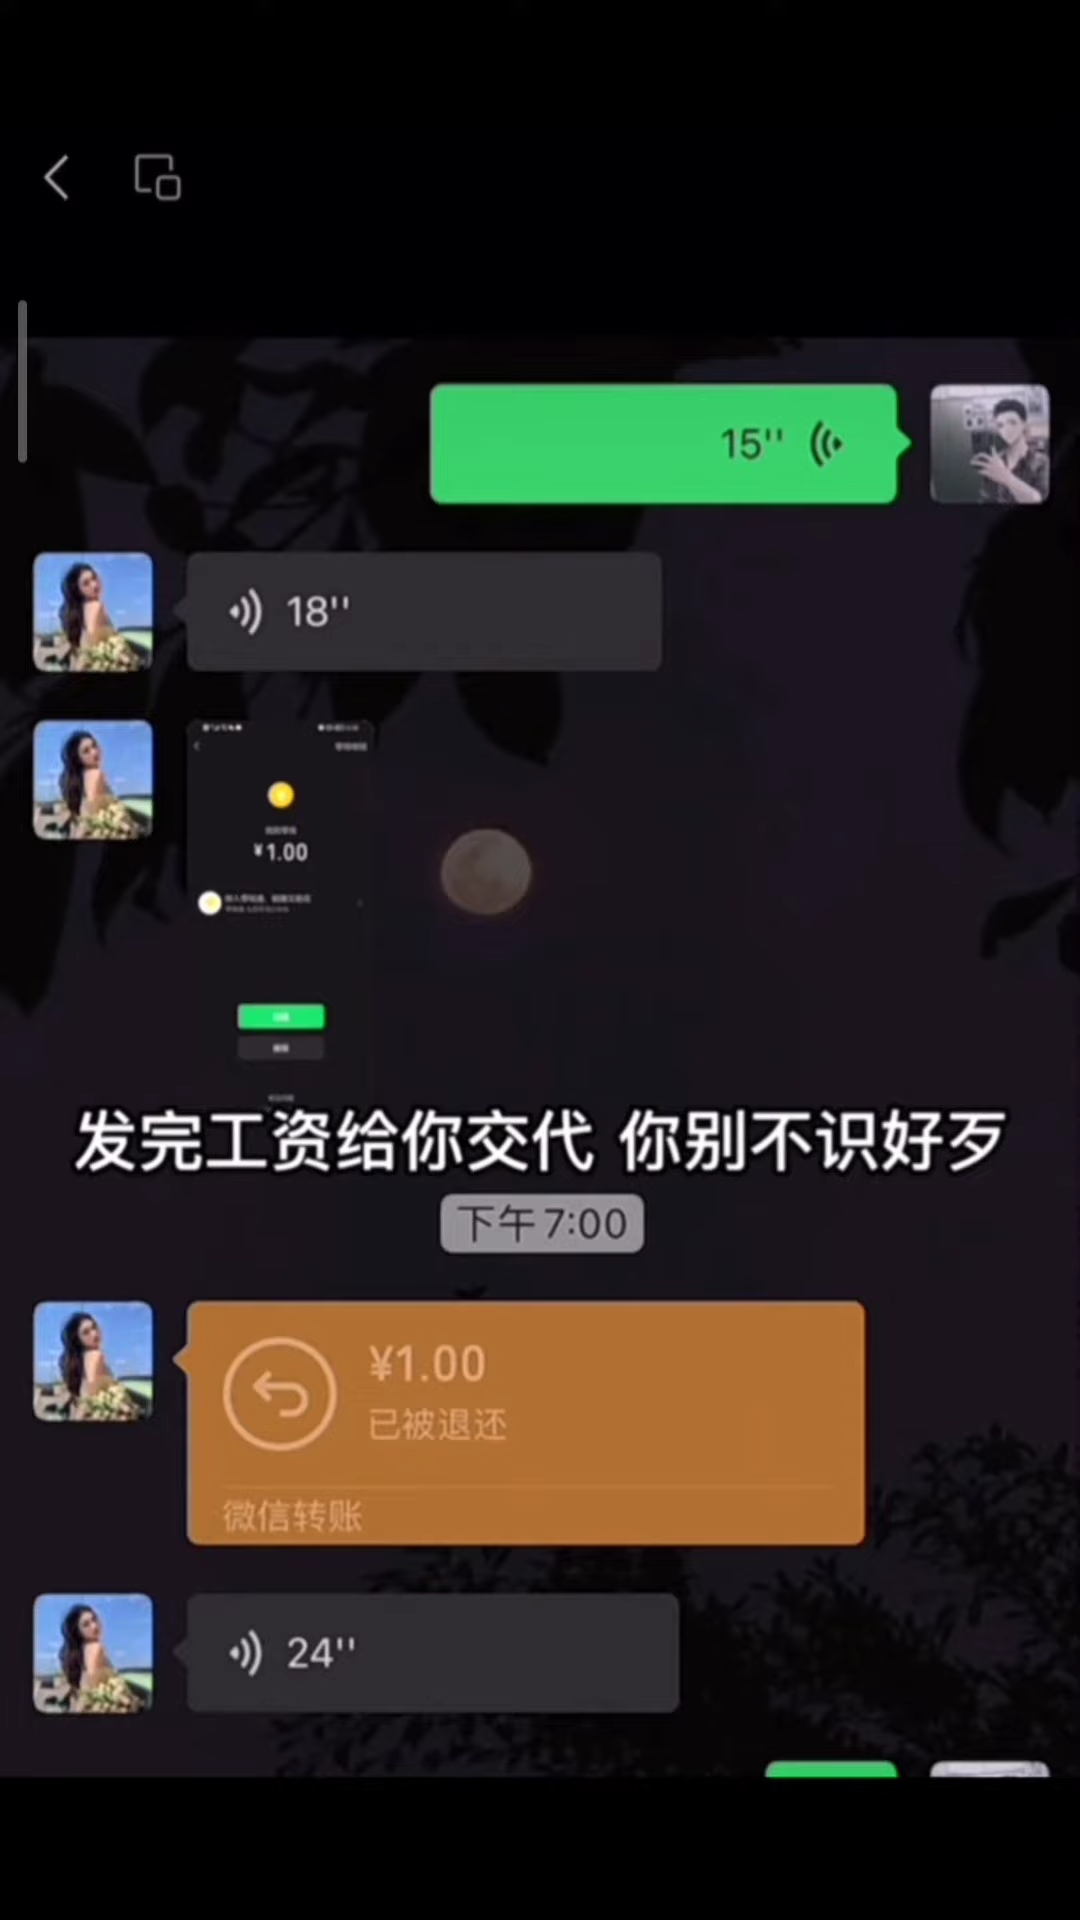 15''
18''
¥1.00
发完工资给你交代 你别不识好歹
下午7:00
¥1.00
已被退还
微信转账
24''